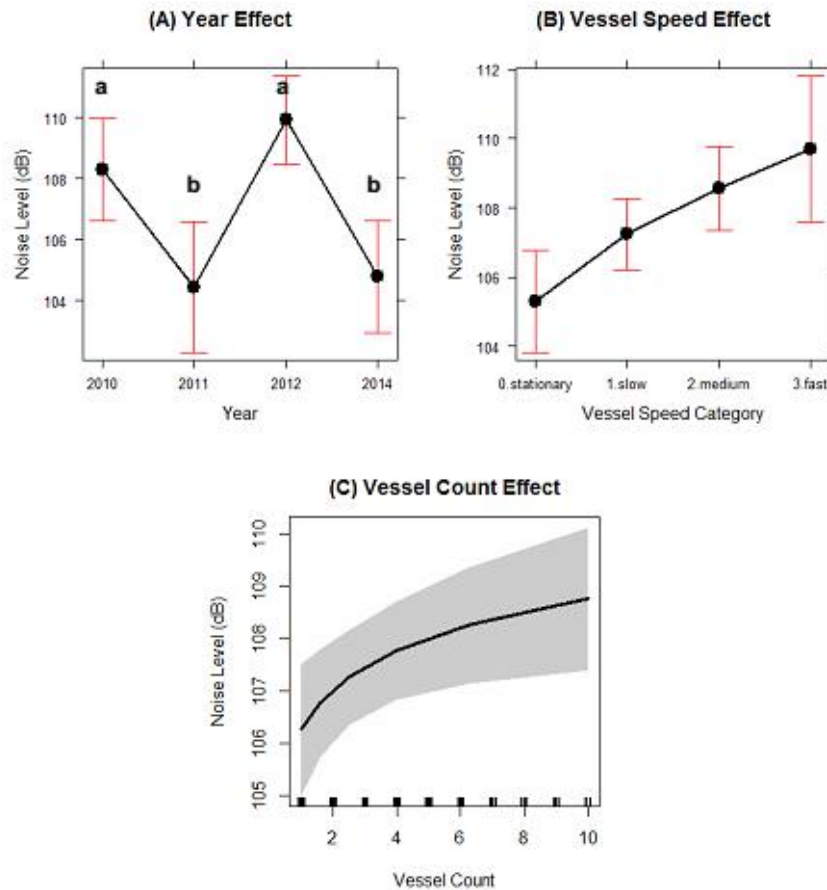 (A) Year Effect
Noise Level (dB)
110
108
106
104
a
b
a
b
2010 2011 2012 2014
Year
(B) Vessel Speed Effect
Noise Level (dB)
112
110
108
106
104
0.stationary 1.slow 2.medium 3.fast
Vessel Speed Category
(C) Vessel Count Effect
Noise Level (dB)
110
109
108
107
106
105
2 4 6 8 10
Vessel Count